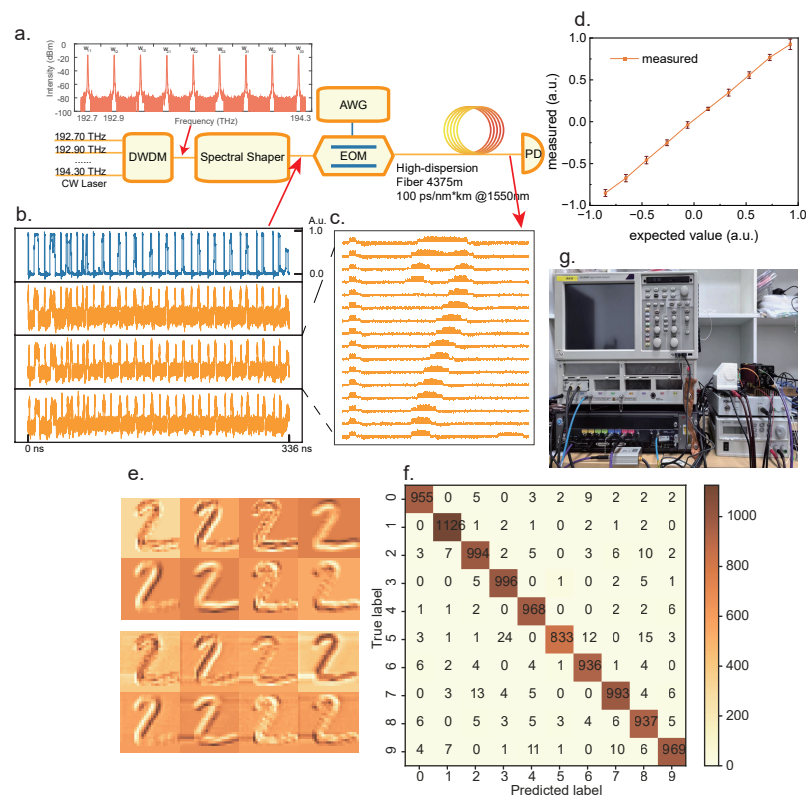 a.
W₁₁ W₁₂ W₁₃ W₂₁ W₂₂ W₂₃ W₃₁ W₃₂ W₃₃
Intensity (dBm)
0
-20
-40
-60
-80
-100
192.7 192.9 194.3
Frequency (THz)
192.70 THz
192.90 THz
......
194.30 THz
CW Laser
DWDM
Spectral Shaper
AWG
EOM
High-dispersion
Fiber 4375m
100 ps/nm*km @1550nm
PD
b.
A.u.
1.0
0.0
0 ns 336 ns
c.
d.
measured
measured (a.u.)
1.0
0.5
0.0
−0.5
−1.0
−1.0 −0.5 0.0 0.5 1.0
expected value (a.u.)
g.
e.
f.
True label
0 955 0 5 0 3 2 9 2 2 2
1 0 1126 1 2 1 0 2 1 2 0
2 3 7 994 2 5 0 3 6 10 2
3 0 0 5 996 0 1 0 2 5 1
4 1 1 2 0 968 0 0 2 2 6
5 3 1 1 24 0 833 12 0 15 3
6 6 2 4 0 4 1 936 1 4 0
7 0 3 13 4 5 0 0 993 4 6
8 6 0 5 3 3 4 6 4 937 5
9 4 7 0 1 11 1 0 10 6 969
0 1 2 3 4 5 6 7 8 9
Predicted label
1000
800
600
400
200
0